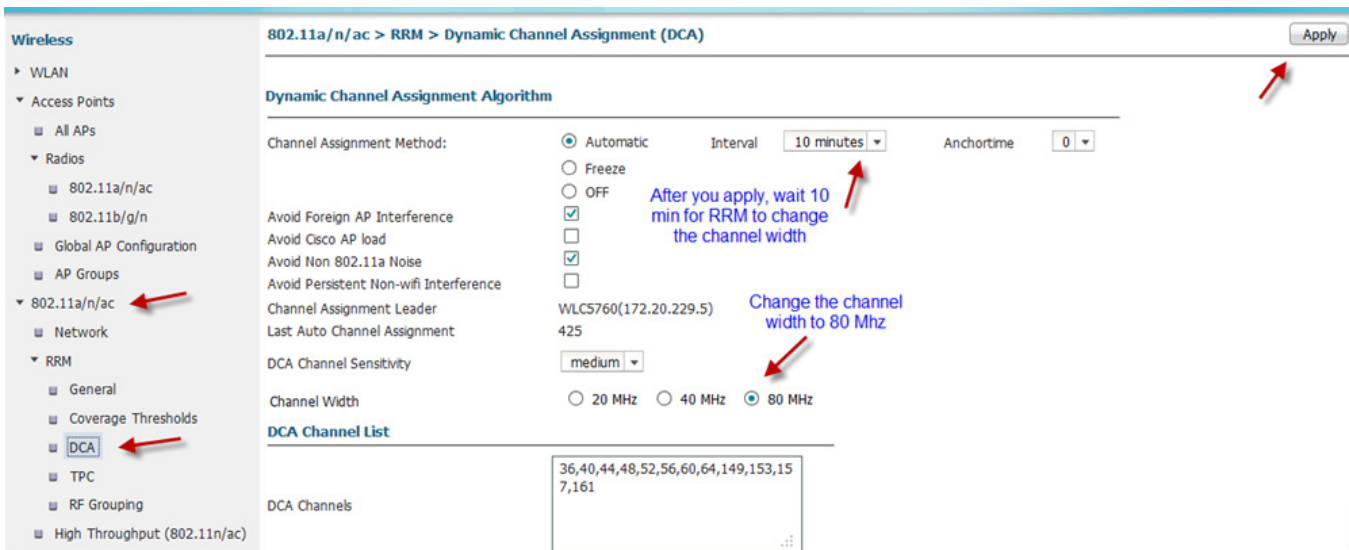 Wireless
WLAN
Access Points
All APs
Radios
802.11a/n/ac
802.11b/g/n
Global AP Configuration
AP Groups
802.11a/n/ac
Network
RRM
General
Coverage Thresholds
DCA
TPC
RF Grouping
High Throughput (802.11n/ac)
802.11a/n/ac > RRM > Dynamic Channel Assignment (DCA)
Apply
Dynamic Channel Assignment Algorithm
Channel Assignment Method: Automatic Interval 10 minutes Anchortime 0
Freeze
OFF
After you apply, wait 10
min for RRM to change
the channel width
Avoid Foreign AP Interference
Avoid Cisco AP load
Avoid Non 802.11a Noise
Avoid Persistent Non-wifi Interference
Channel Assignment Leader WLC5760(172.20.229.5)
Last Auto Channel Assignment 425
Change the channel
width to 80 Mhz
DCA Channel Sensitivity medium
Channel Width 20 MHz 40 MHz 80 MHz
DCA Channel List
DCA Channels
36,40,44,48,52,56,60,64,149,153,15
7,161